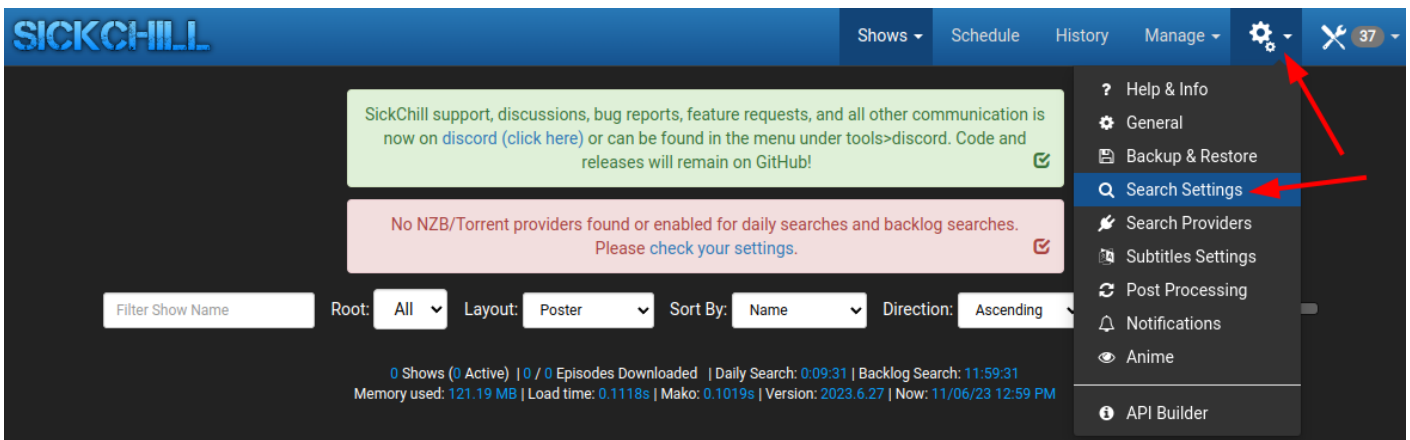 SICKCHILL
Shows Schedule History Manage 37
SickChill support, discussions, bug reports, feature requests, and all other communication is
now on discord (click here) or can be found in the menu under tools>discord. Code and
releases will remain on GitHub!
No NZB/Torrent providers found or enabled for daily searches and backlog searches.
Please check your settings.
? Help & Info
General
Backup & Restore
Search Settings
Search Providers
Subtitles Settings
Post Processing
Notifications
Anime
API Builder
Filter Show Name Root: All Layout: Poster Sort By: Name Direction: Ascending
0 Shows (0 Active) | 0 / 0 Episodes Downloaded | Daily Search: 0:09:31 | Backlog Search: 11:59:31
Memory used: 121.19 MB | Load time: 0.1118s | Mako: 0.1019s | Version: 2023.6.27 | Now: 11/06/23 12:59 PM